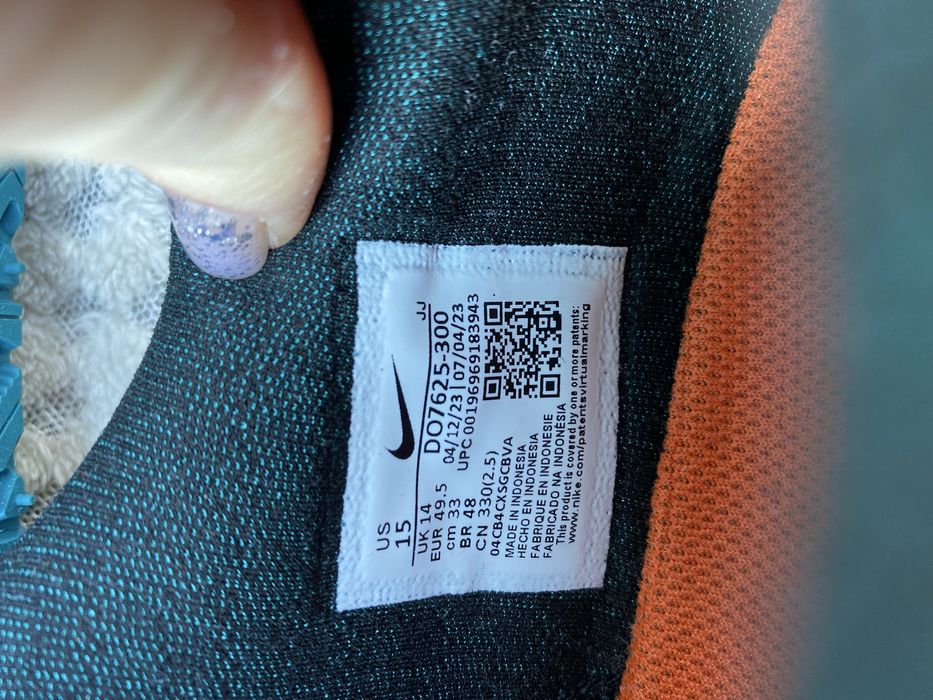 US
15
JJ
UK 14
DO7625-300
EUR 49.5
04/12/23|07/04/23
cm 33
UPC 00196969183943
BR 48
CN 330(2.5)
04CB4CXSGCBVA
MADE IN INDONESIA
HECHO EN INDONESIA
FABRIQUE EN INDONESIE
FABRICADO NA INDONÉSIA
This product is covered by one or more patents:
www.nike.com/patentsvirtualmarking